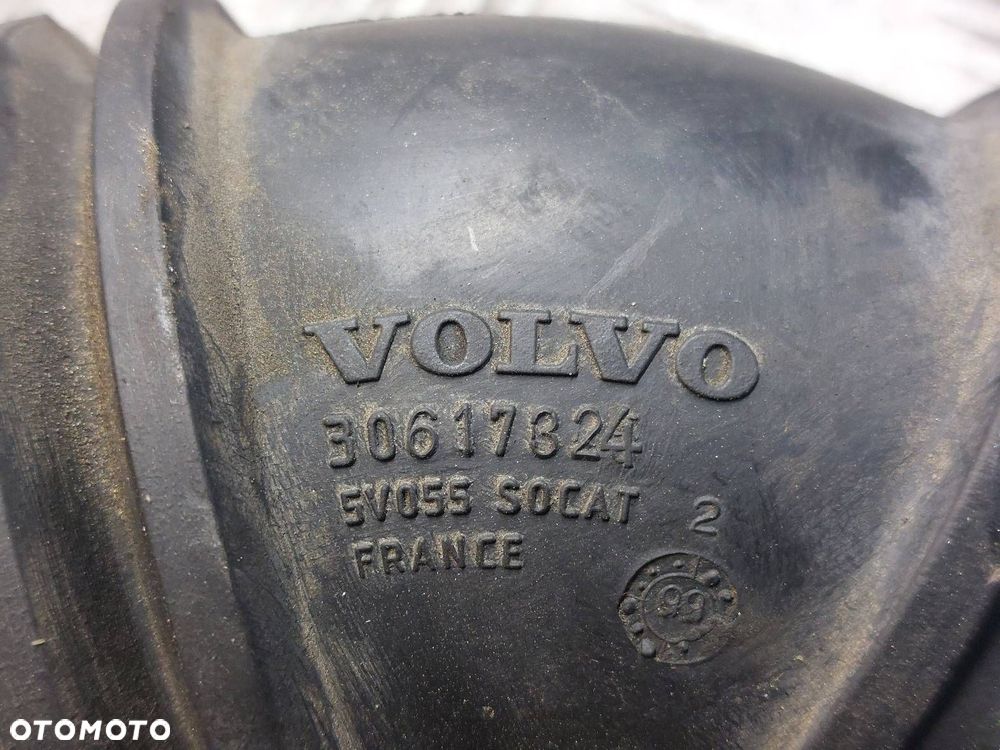 VOLVO
30617324
5V055 SOCAT
2
FRANCE
99
OTOMOTO